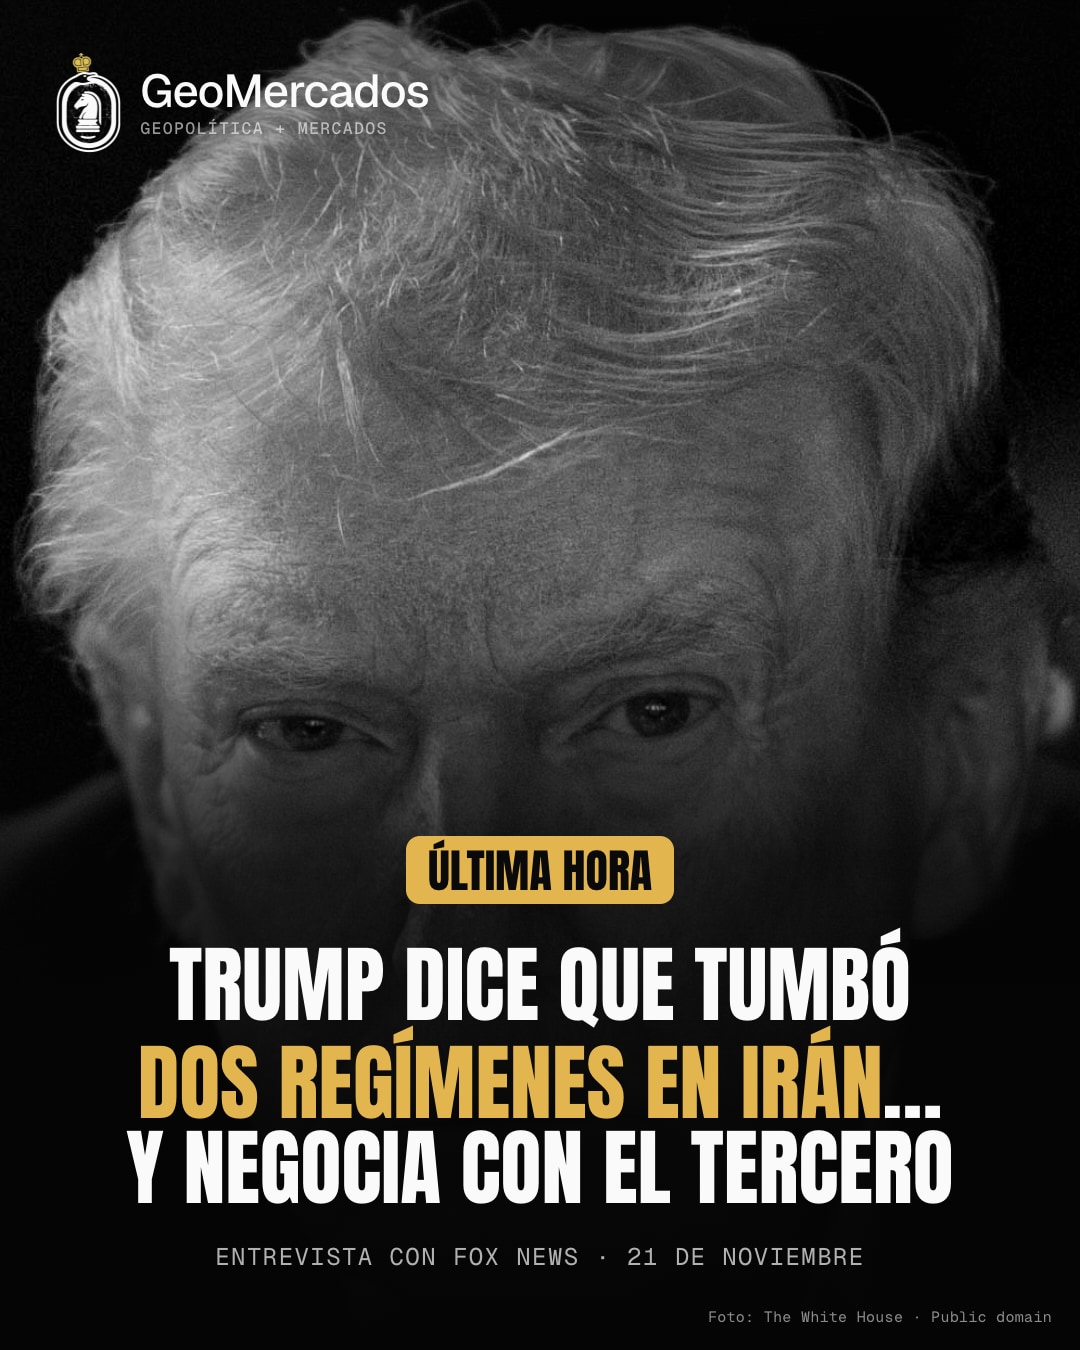 GeoMercados
GEOPOLÍTICA + MERCADOS
ÚLTIMA HORA
TRUMP DICE QUE TUMBÓ
DOS REGÍMENES EN IRÁN...
Y NEGOCIA CON EL TERCERO
ENTREVISTA CON FOX NEWS · 21 DE NOVIEMBRE
Foto: The White House · Public domain